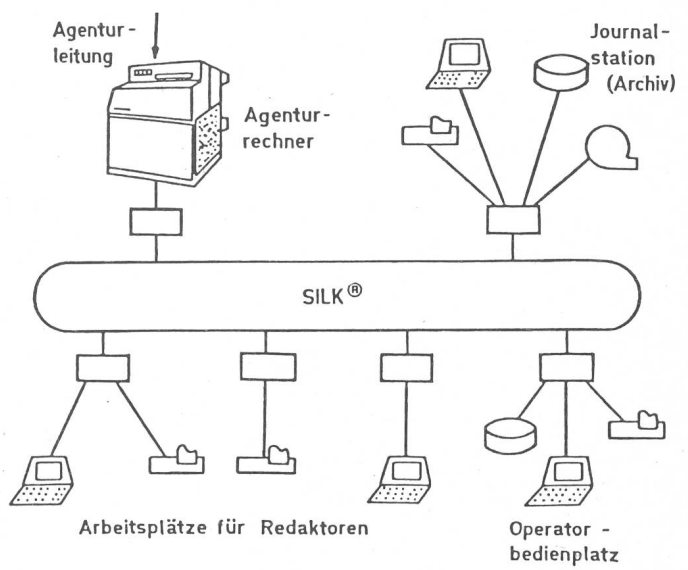 Agentur-
leitung
Agentur-
rechner
Journal-
station
(Archiv)
SILK®
Arbeitsplätze für Redaktoren
Operator -
bedienplatz